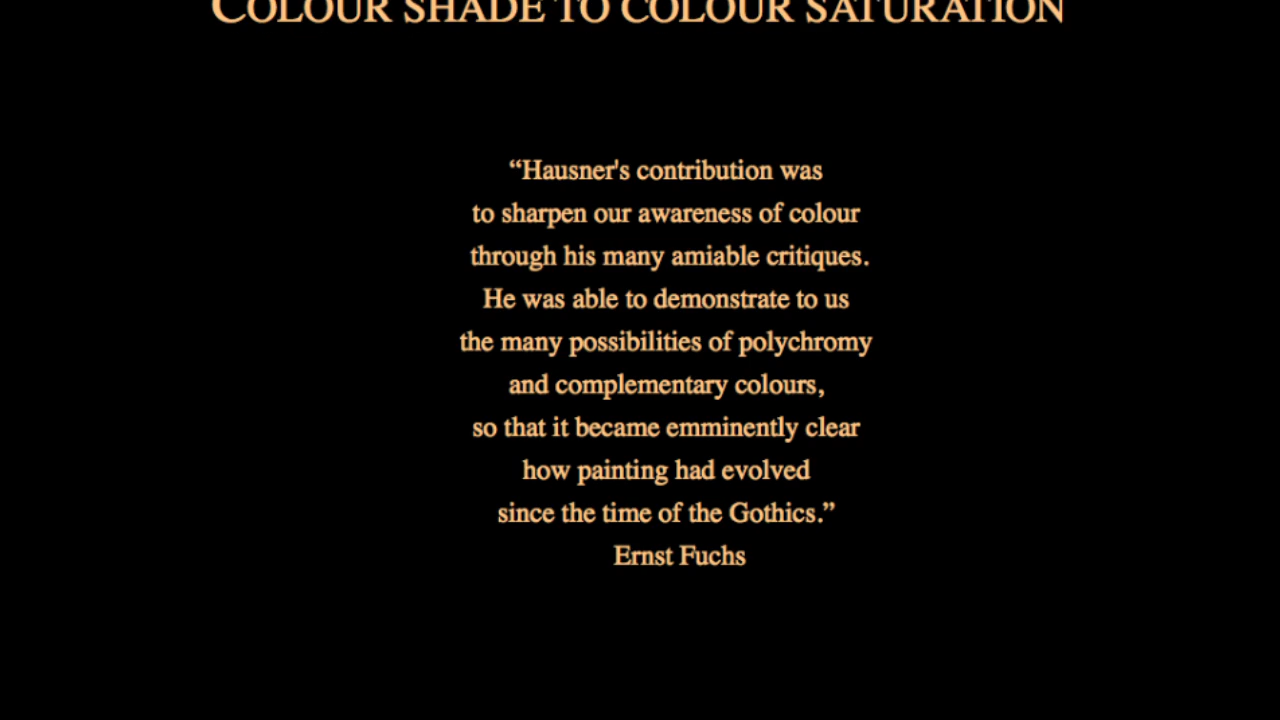 COLOUR SHADE TO COLOUR SATURATION
“Hausner's contribution was
to sharpen our awareness of colour
through his many amiable critiques.
He was able to demonstrate to us
the many possibilities of polychromy
and complementary colours,
so that it became emminently clear
how painting had evolved
since the time of the Gothics.”
Ernst Fuchs